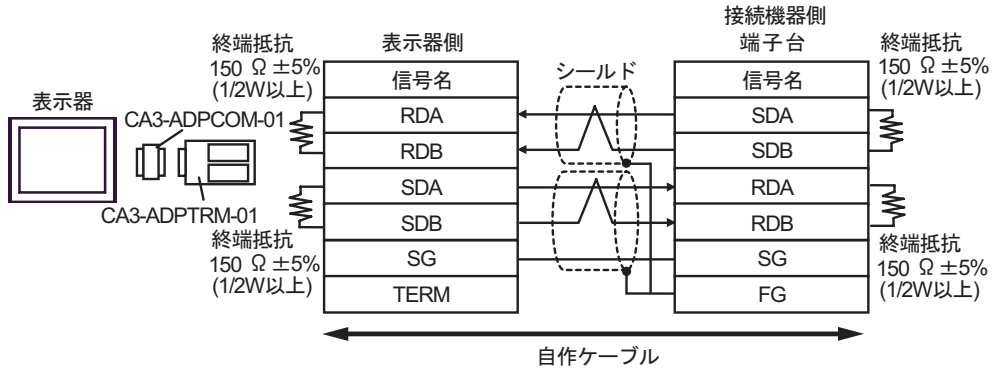 接続機器側
端子台
表示器側
終端抵抗
150 Ω ±5%
(1/2W以上)
終端抵抗
150 Ω ±5%
(1/2W以上)
シールド
表示器
CA3-ADPCOM-01
CA3-ADPTRM-01
信号名
RDA
RDB
SDA
SDB
SG
TERM
信号名
SDA
SDB
RDA
RDB
SG
FG
終端抵抗
150 Ω ±5%
(1/2W以上)
終端抵抗
150 Ω ±5%
(1/2W以上)
自作ケーブル